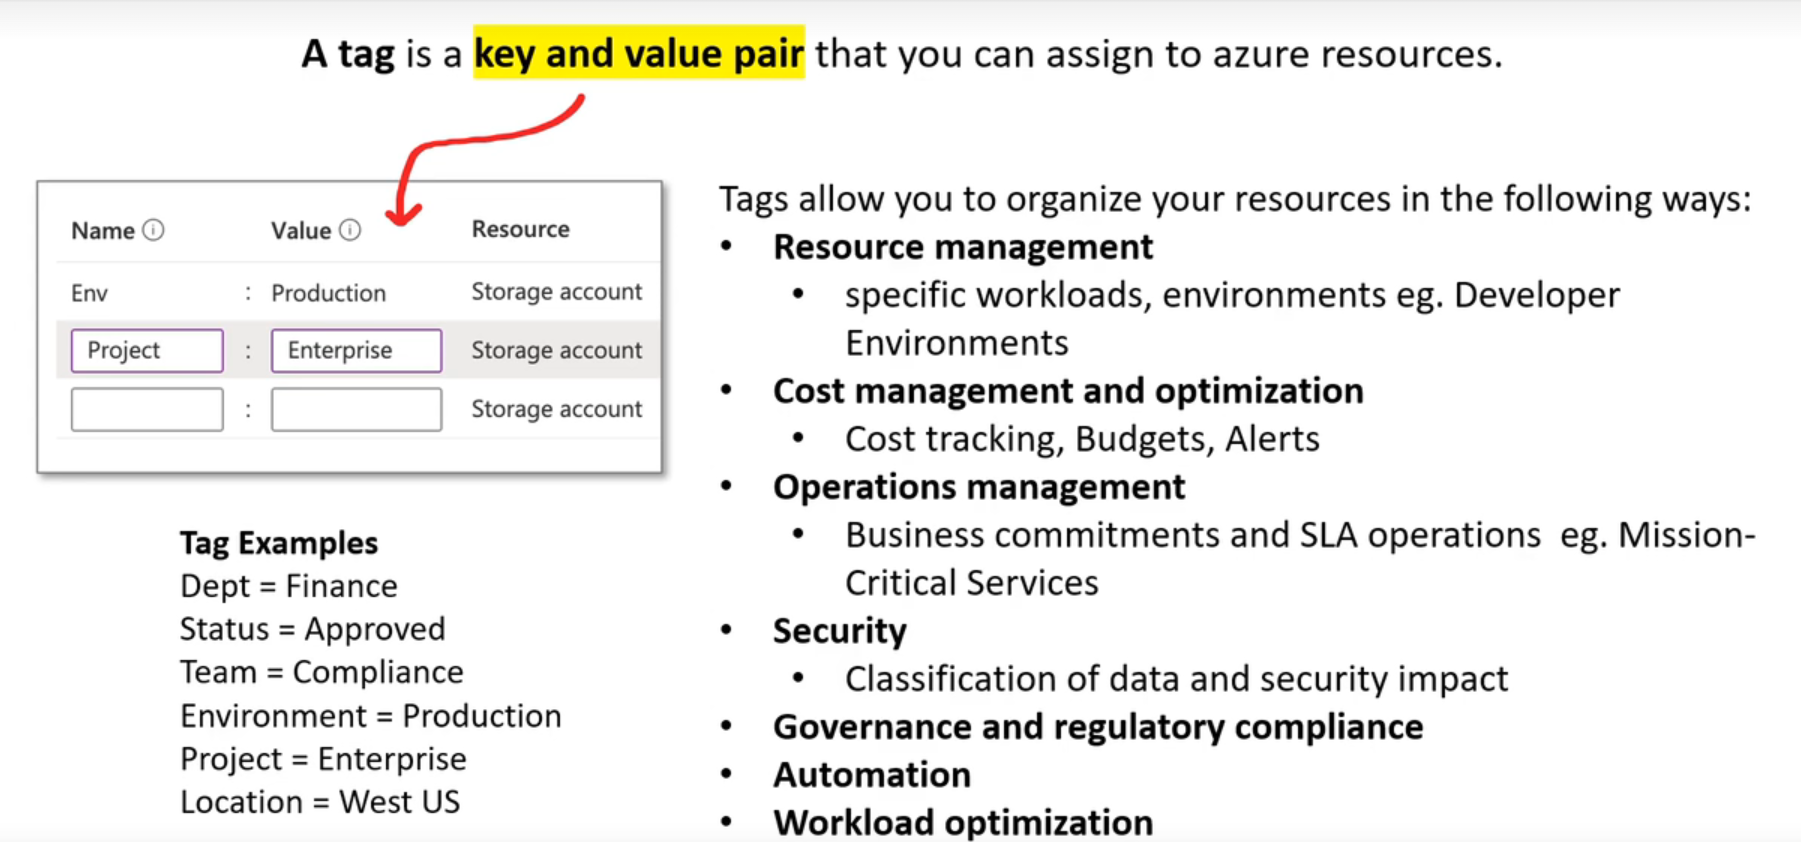 A tag is a key and value pair that you can assign to azure resources.
Name Value Resource
Env : Production Storage account
Project : Enterprise Storage account
: Storage account
Tag Examples
Dept = Finance
Status = Approved
Team = Compliance
Environment = Production
Project = Enterprise
Location = West US
Tags allow you to organize your resources in the following ways:
• Resource management
• specific workloads, environments eg. Developer
Environments
• Cost management and optimization
• Cost tracking, Budgets, Alerts
• Operations management
• Business commitments and SLA operations eg. Mission-
Critical Services
• Security
• Classification of data and security impact
• Governance and regulatory compliance
• Automation
• Workload optimization